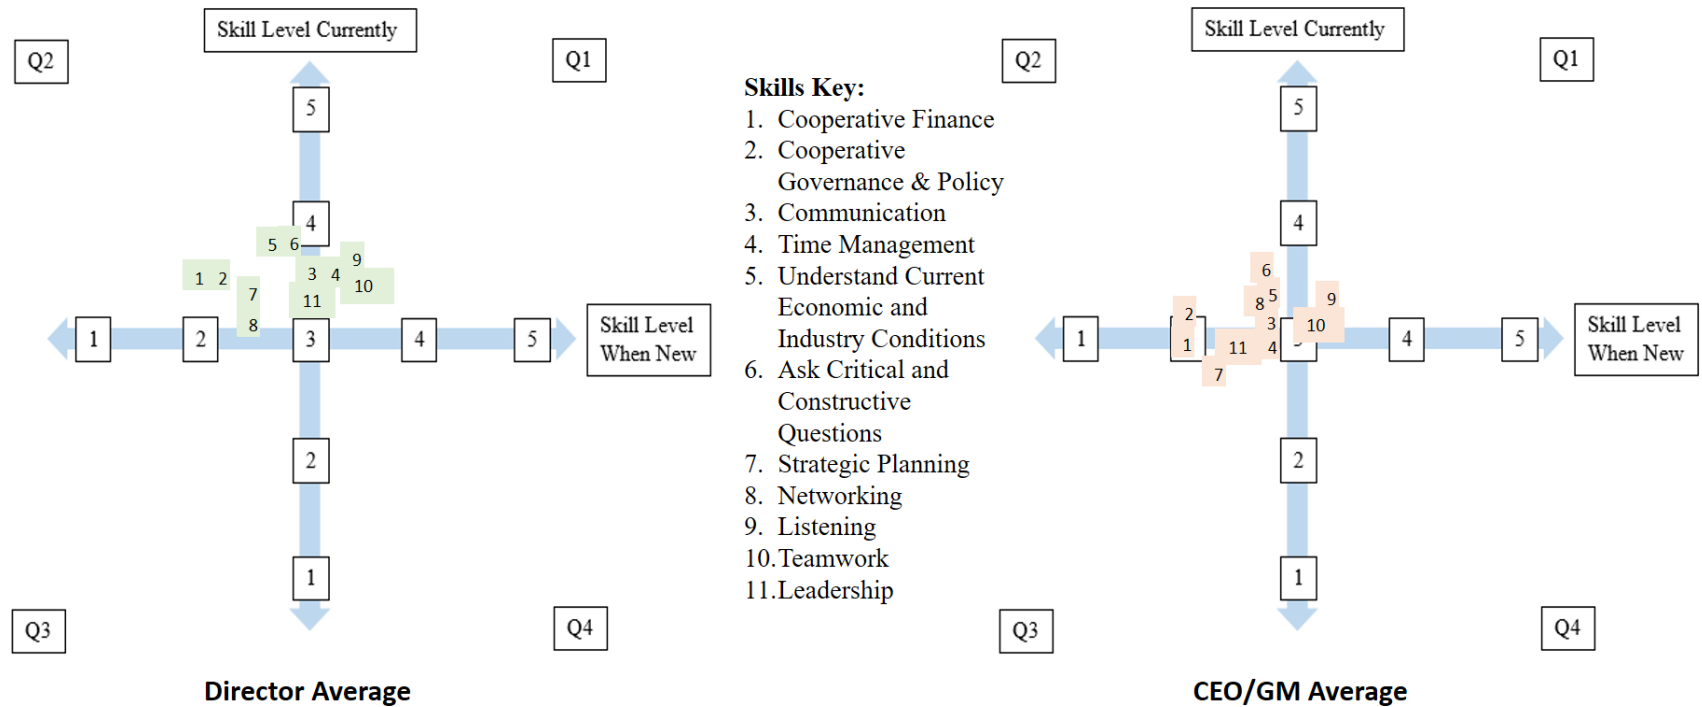 Skill Level Currently
Q2
Q1
5
4
5 6
9
1 2
3 4
10
7
11
8
1
2
3
4
5
Skill Level
When New
2
1
Q3
Q4
Director Average
Skills Key:
1. Cooperative Finance
2. Cooperative
Governance & Policy
3. Communication
4. Time Management
5. Understand Current
Economic and
Industry Conditions
6. Ask Critical and
Constructive
Questions
7. Strategic Planning
8. Networking
9. Listening
10. Teamwork
11. Leadership
Skill Level Currently
Q2
Q1
5
4
6
5
8
9
2
3
10
1
1
11
4
4
5
7
Skill Level
When New
2
1
Q3
Q4
CEO/GM Average